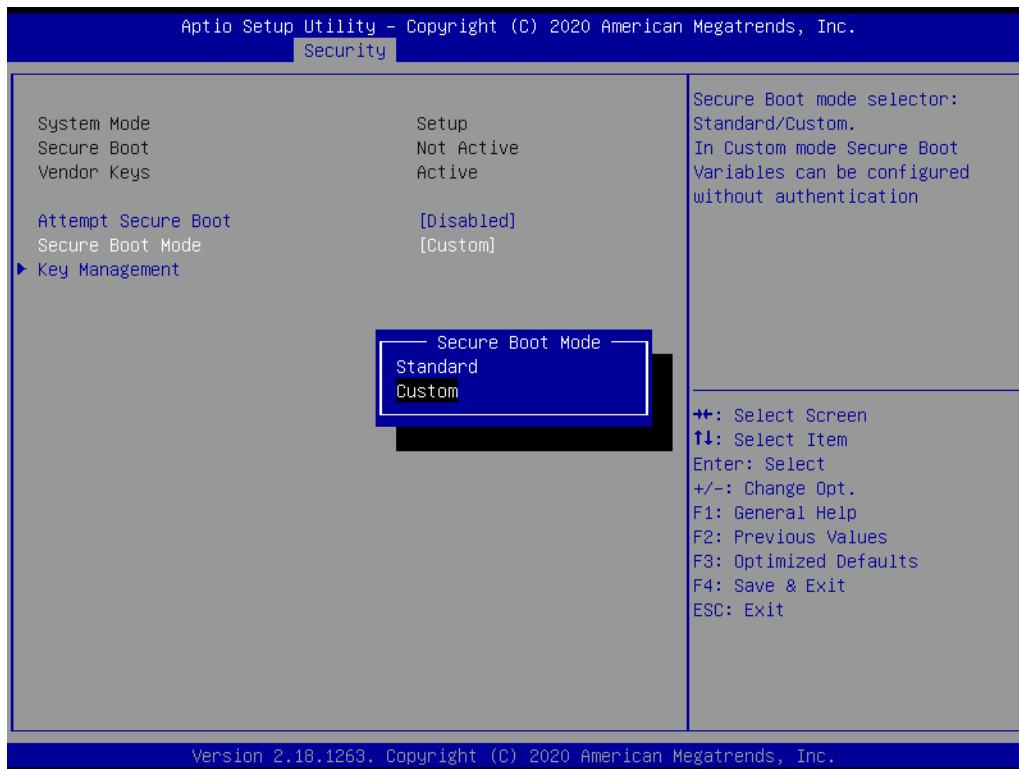 Aptio Setup Utility – Copyright (C) 2020 American Megatrends, Inc.
Security
System Mode Setup
Secure Boot Not Active
Vendor Keys Active
Attempt Secure Boot [Disabled]
Secure Boot Mode [Custom]
Key Management
Secure Boot Mode
Standard
Custom
Secure Boot mode selector:
Standard/Custom.
In Custom mode Secure Boot
Variables can be configured
without authentication
→←: Select Screen
↑↓: Select Item
Enter: Select
+/-: Change Opt.
F1: General Help
F2: Previous Values
F3: Optimized Defaults
F4: Save & Exit
ESC: Exit
Version 2.18.1263. Copyright (C) 2020 American Megatrends, Inc.